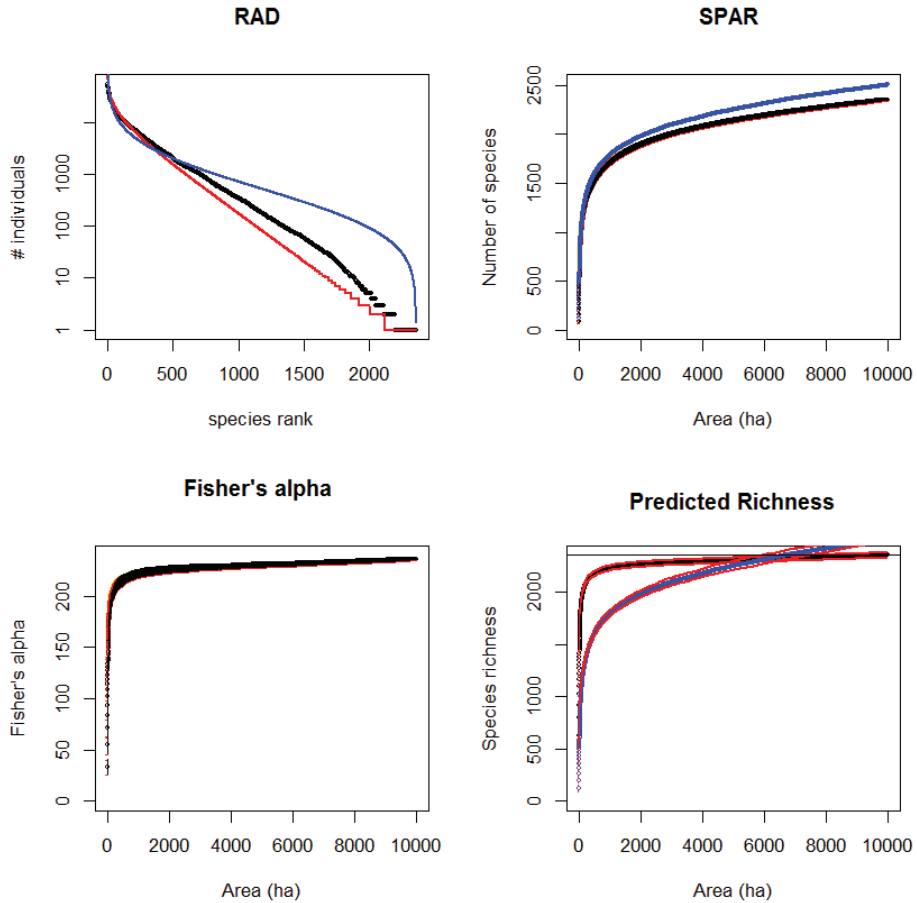 RAD
# individuals
1000
100
10
1
0 500 1000 1500 2000
species rank
SPAR
Number of species
2500
1500
500
0
0 2000 4000 6000 8000 10000
Area (ha)
Fisher's alpha
Fisher's alpha
200
150
100
50
0
0 2000 4000 6000 8000 10000
Area (ha)
Predicted Richness
Species richness
2000
1000
500
0
0 2000 4000 6000 8000 10000
Area (ha)